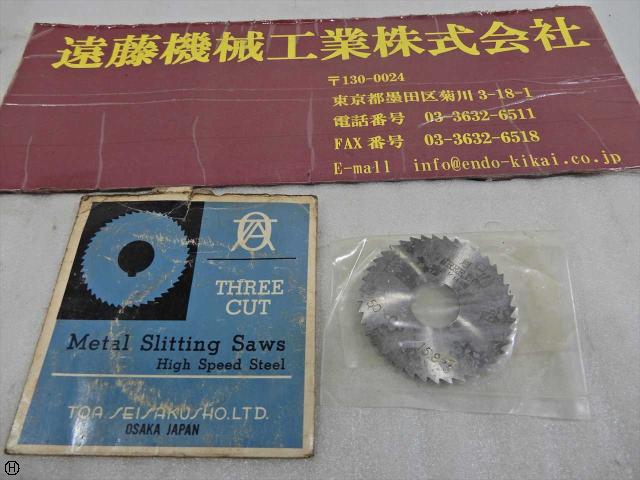 遠藤機械工業株式会社
〒130-0024
東京都墨田区菊川 3-18-1
電話番号 03-3632-6511
FAX 番号 03-3632-6518
E-mall info@endo-kikai.co.jp
THREE
CUT
Metal Slitting Saws
High Speed Steel
TOA SEISAKUSHO.LTD.
OSAKA JAPAN
H